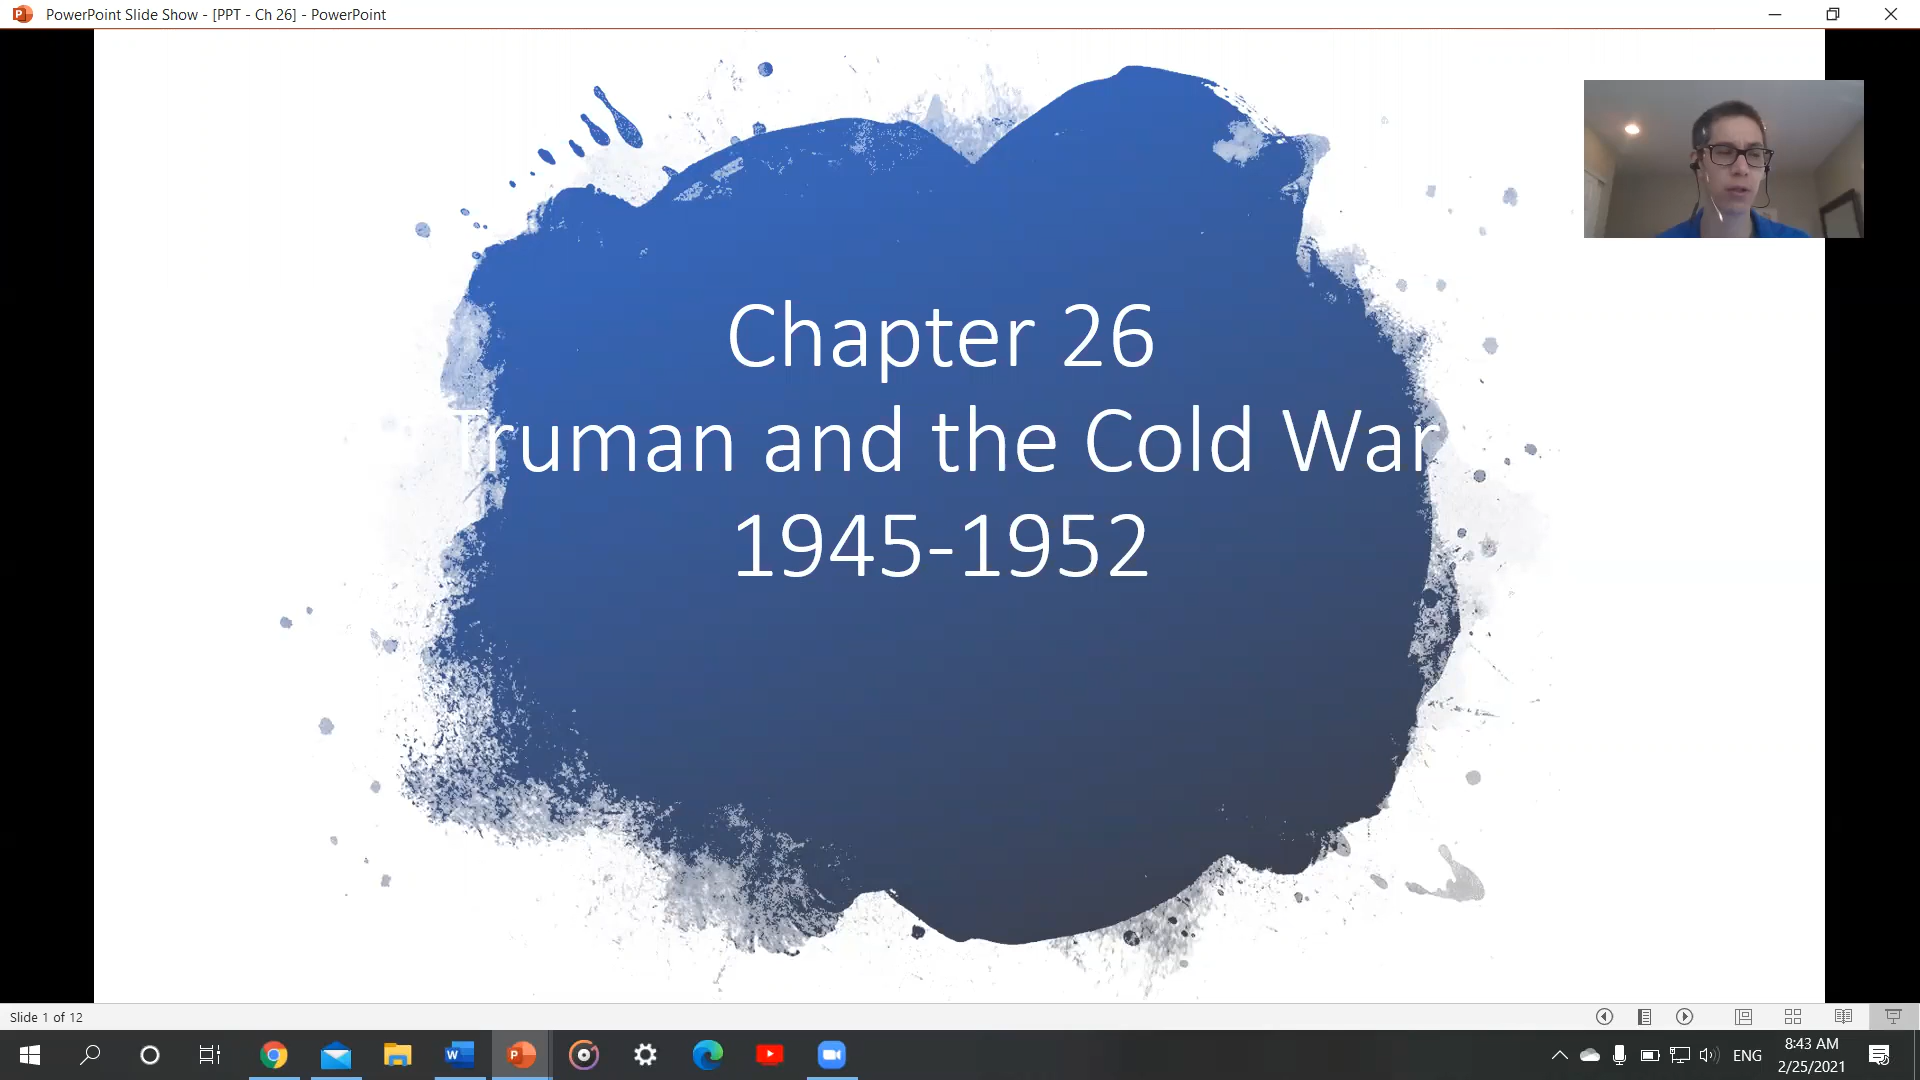 PowerPoint Slide Show - [PPT - Ch 26] - PowerPoint
Chapter 26
Truman and the Cold War
1945-1952
Slide 1 of 12
ENG
8:43 AM
2/25/2021